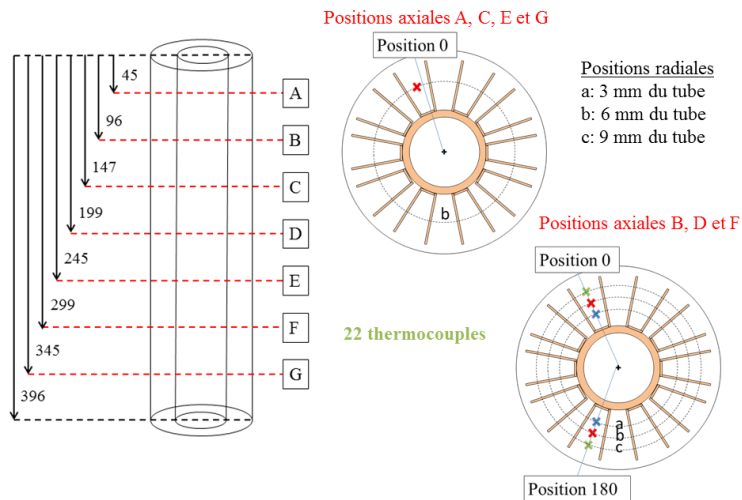 Positions axiales A, C, E et G
Position 0
b
Positions radiales
a: 3 mm du tube
b: 6 mm du tube
c: 9 mm du tube
45
A
96
B
147
C
199
D
245
E
299
F
345
G
396
22 thermocouples
Positions axiales B, D et F
Position 0
a
b
c
Position 180